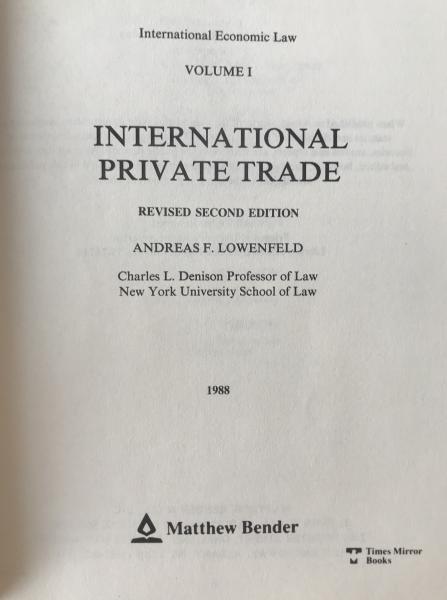 International Economic Law
VOLUME I
INTERNATIONAL
PRIVATE TRADE
REVISED SECOND EDITION
ANDREAS F. LOWENFELD
Charles L. Denison Professor of Law
New York University School of Law
1988
Matthew Bender
Times Mirror
Books